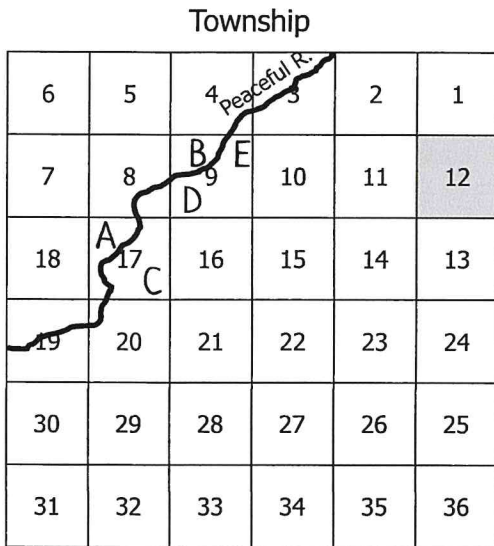 Township
Peaceful R.
6 5 4 3 2 1
B E
7 8 9 10 11 12
D
A
18 17 16 15 14 13
C
19 20 21 22 23 24
30 29 28 27 26 25
31 32 33 34 35 36